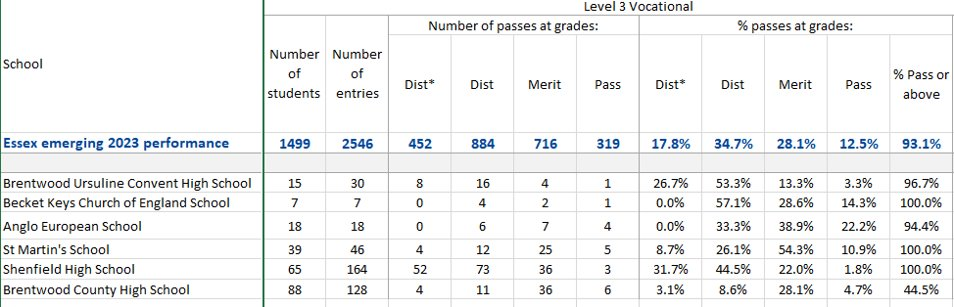 Level 3 Vocational
Number of passes at grades: % passes at grades:
School Number of students Number of entries Dist* Dist Merit Pass Dist* Dist Merit Pass % Pass or above
Essex emerging 2023 performance 1499 2546 452 884 716 319 17.8% 34.7% 28.1% 12.5% 93.1%
Brentwood Ursuline Convent High School 15 30 8 16 4 1 26.7% 53.3% 13.3% 3.3% 96.7%
Becket Keys Church of England School 7 7 0 4 2 1 0.0% 57.1% 28.6% 14.3% 100.0%
Anglo European School 18 18 0 6 7 4 0.0% 33.3% 38.9% 22.2% 94.4%
St Martin's School 39 46 4 12 25 5 8.7% 26.1% 54.3% 10.9% 100.0%
Shenfield High School 65 164 52 73 36 3 31.7% 44.5% 22.0% 1.8% 100.0%
Brentwood County High School 88 128 4 11 36 6 3.1% 8.6% 28.1% 4.7% 44.5%